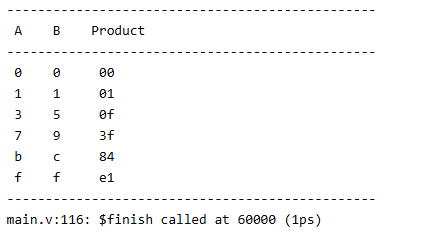 ------------------------------------------------
A    B    Product
------------------------------------------------
0    0     00
1    1     01
3    5     0f
7    9     3f
b    c     84
f    f     e1
------------------------------------------------
main.v:116: $finish called at 60000 (1ps)